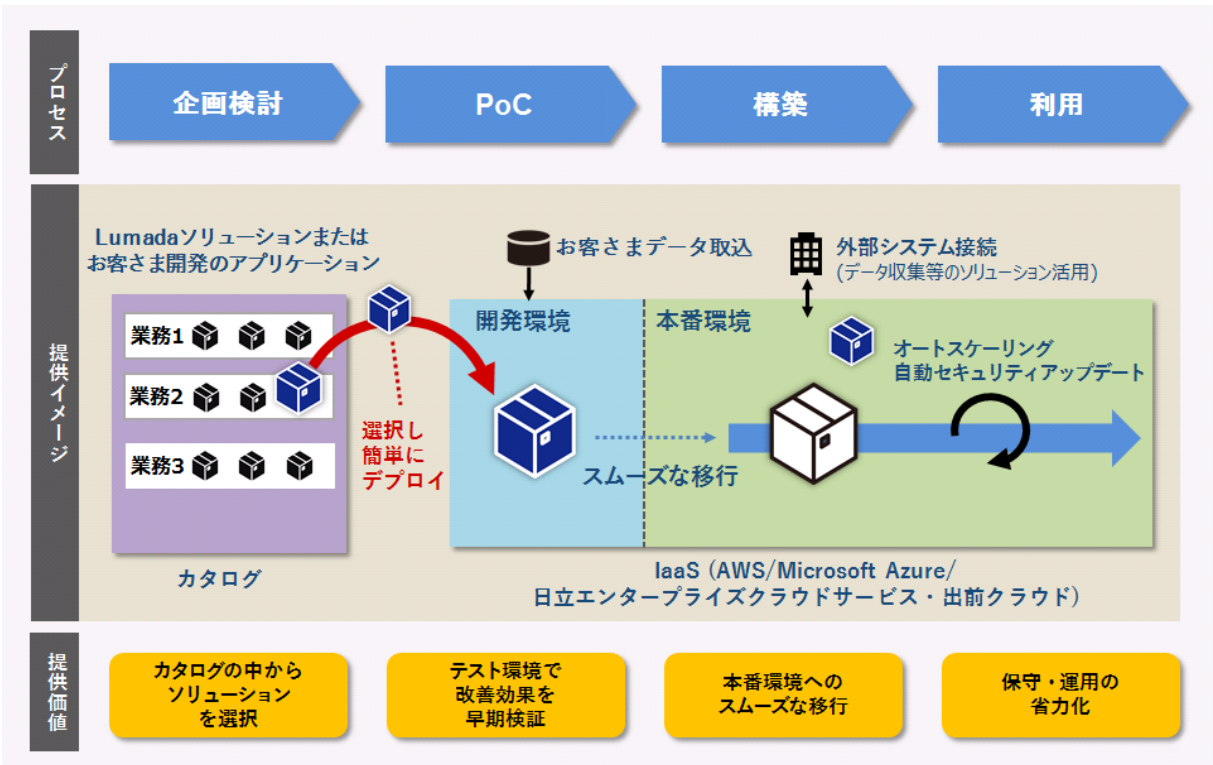 プロセス
企画検討
PoC
構築
利用
提供イメージ
Lumadaソリューションまたは
お客さま開発のアプリケーション
業務1
業務2
業務3
カタログ
選択し
簡単に
デプロイ
お客さまデータ取込
外部システム接続
(データ収集等のソリューション活用)
開発環境
本番環境
オートスケーリング
自動セキュリティアップデート
スムーズな移行
IaaS (AWS/Microsoft Azure/
日立エンタープライズクラウドサービス・出前クラウド)
提供価値
カタログの中から
ソリューション
を選択
テスト環境で
改善効果を
早期検証
本番環境への
スムーズな移行
保守・運用の
省力化